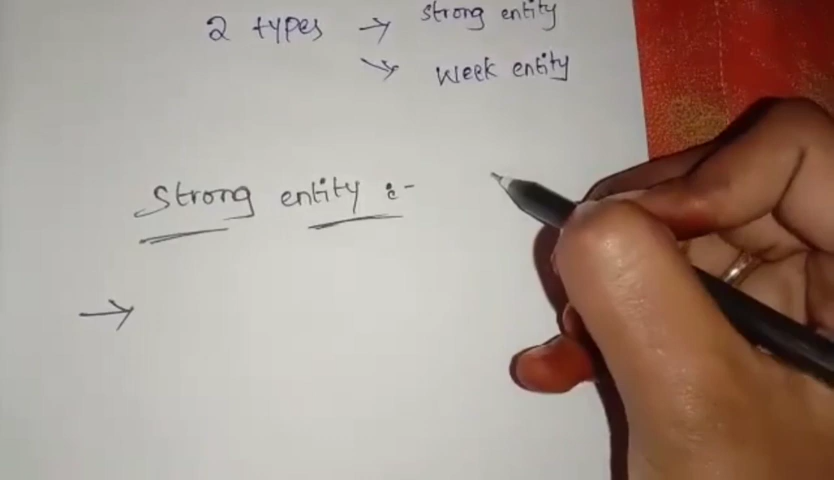 2 types → strong entity
↘ week entity
Strong entity :-
→